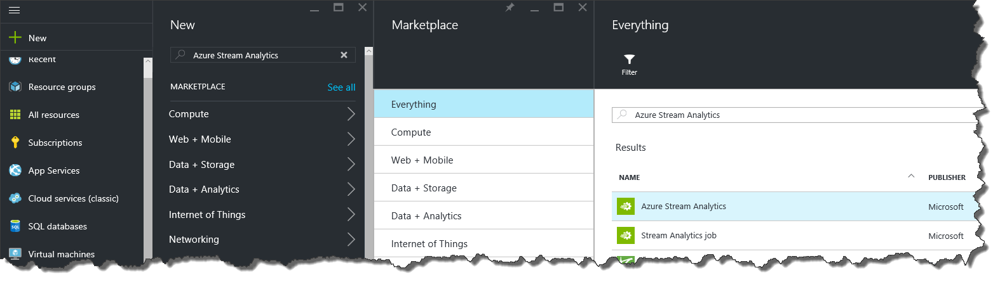 New
Recent
Resource groups
All resources
Subscriptions
App Services
Cloud services (classic)
SQL databases
Virtual machines
New
Azure Stream Analytics
MARKETPLACE
See all
Compute
Web + Mobile
Data + Storage
Data + Analytics
Internet of Things
Networking
Marketplace
Everything
Compute
Web + Mobile
Data + Storage
Data + Analytics
Internet of Things
Everything
Filter
Azure Stream Analytics
Results
NAME PUBLISHER
Azure Stream Analytics Microsoft
Stream Analytics job Microsoft